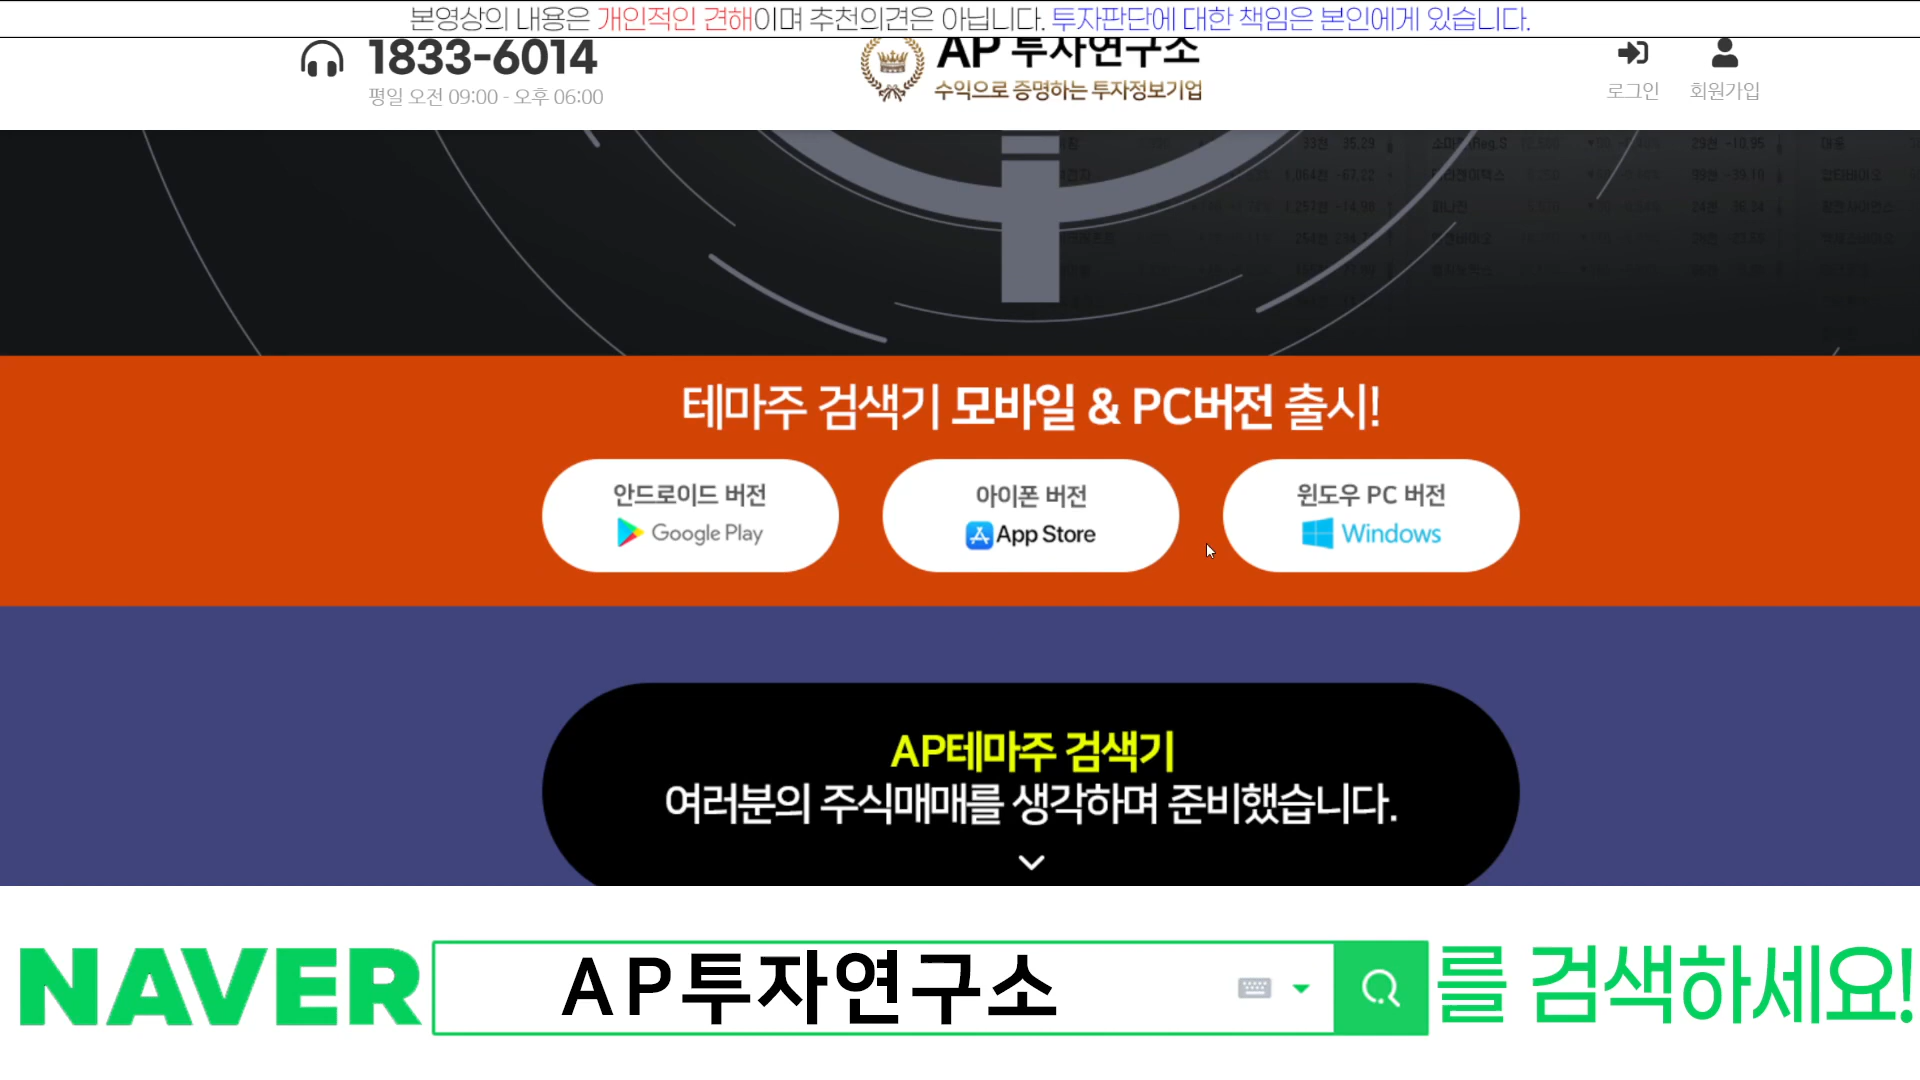 본영상의 내용은 개인적인 견해이며 추천의견은 아닙니다. 투자판단에 대한 책임은 본인에게 있습니다.
1833-6014
평일 오전 09:00 - 오후 06:00
AP 투자연구소
수익으로 증명하는 투자정보기업
로그인
회원가입
테마주 검색기 모바일 & PC버전 출시!
안드로이드 버전
Google Play
아이폰 버전
App Store
윈도우 PC 버전
Windows
AP테마주 검색기
여러분의 주식매매를 생각하며 준비했습니다.
NAVER AP투자연구소 를 검색하세요!